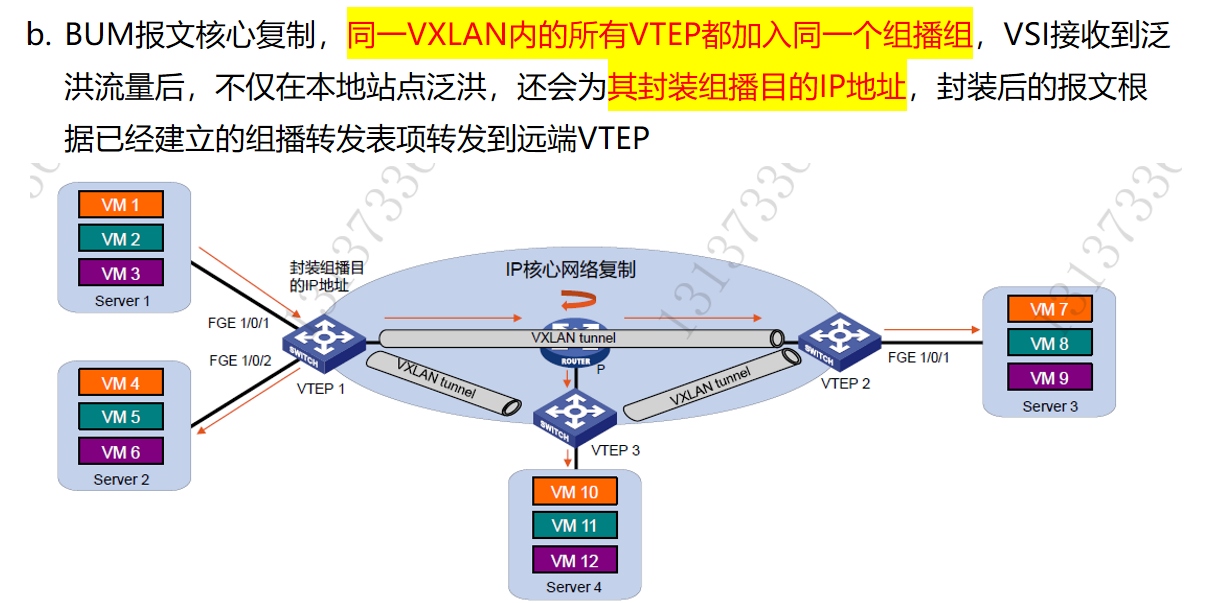 b. BUM报文核心复制，同一VXLAN内的所有VTEP都加入同一个组播组，VSI接收到泛
洪流量后，不仅在本地站点泛洪，还会为其封装组播目的IP地址，封装后的报文根
据已经建立的组播转发表项转发到远端VTEP
VM 1
VM 2
VM 3
Server 1
FGE 1/0/1
封装组播目
的IP地址
SWITCH
VTEP 1
FGE 1/0/2
VM 4
VM 5
VM 6
Server 2
IP核心网络复制
VXLAN tunnel
ROUTER
P
VXLAN tunnel
VXLAN tunnel
SWITCH
VTEP 2
FGE 1/0/1
VM 7
VM 8
VM 9
Server 3
SWITCH
VTEP 3
VM 10
VM 11
VM 12
Server 4